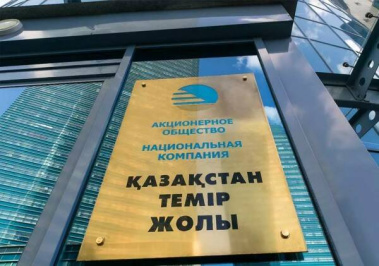 АКЦИОНЕРНОЕ
ОБЩЕСТВО
НАЦИОНАЛЬНАЯ
КОМПАНИЯ
ҚАЗАҚСТАН
ТЕМІР
ЖОЛЫ